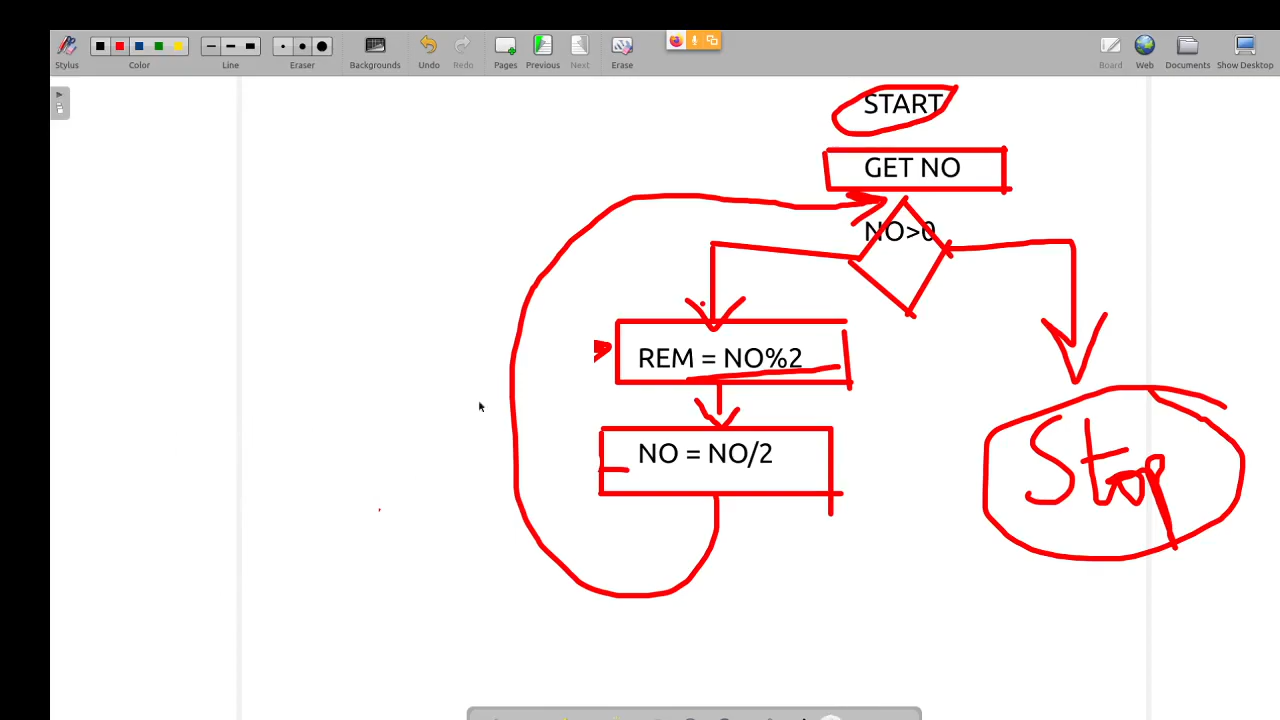 Stylus Color Line Eraser Backgrounds Undo Redo Pages Previous Next Erase Board Web Documents Show Desktop
START
GET NO
NO>0
REM = NO%2
NO = NO/2
Stop